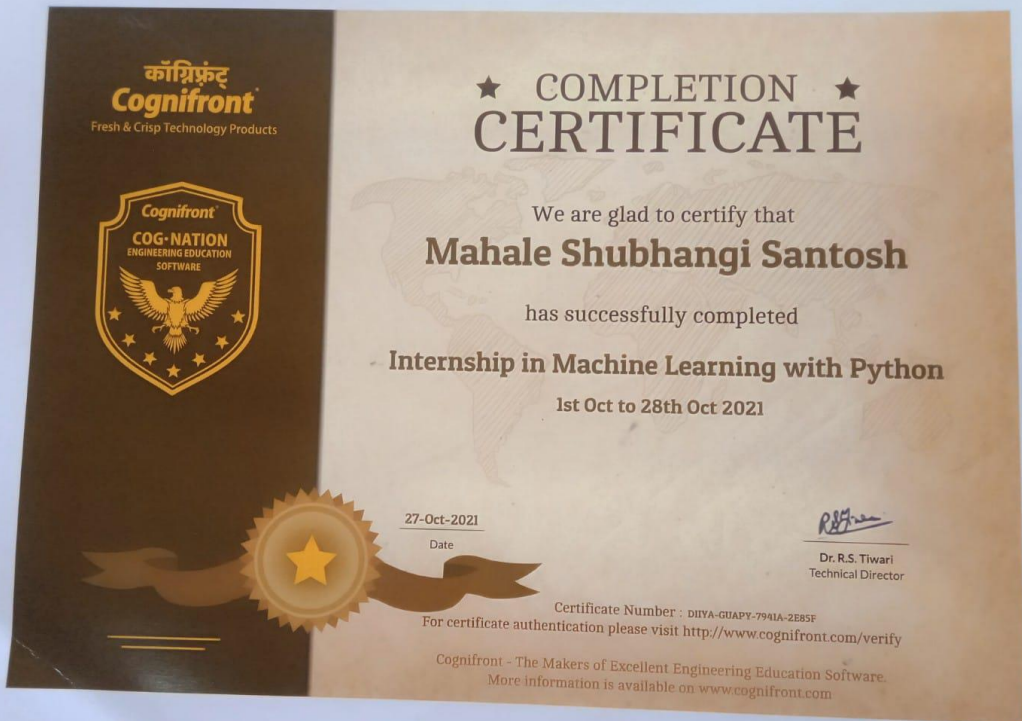 कॉग्निफ्रंट्
Cognifront
Fresh & Crisp Technology Products
Cognifront
COG•NATION
ENGINEERING EDUCATION
SOFTWARE
COMPLETION
CERTIFICATE
We are glad to certify that
Mahale Shubhangi Santosh
has successfully completed
Internship in Machine Learning with Python
1st Oct to 28th Oct 2021
27-Oct-2021
Date
Dr. R.S. Tiwari
Technical Director
Certificate Number : DIIYA-GUAPY-7941A-2E85F
For certificate authentication please visit http://www.cognifront.com/verify
Cognifront - The Makers of Excellent Engineering Education Software.
More information is available on www.cognifront.com